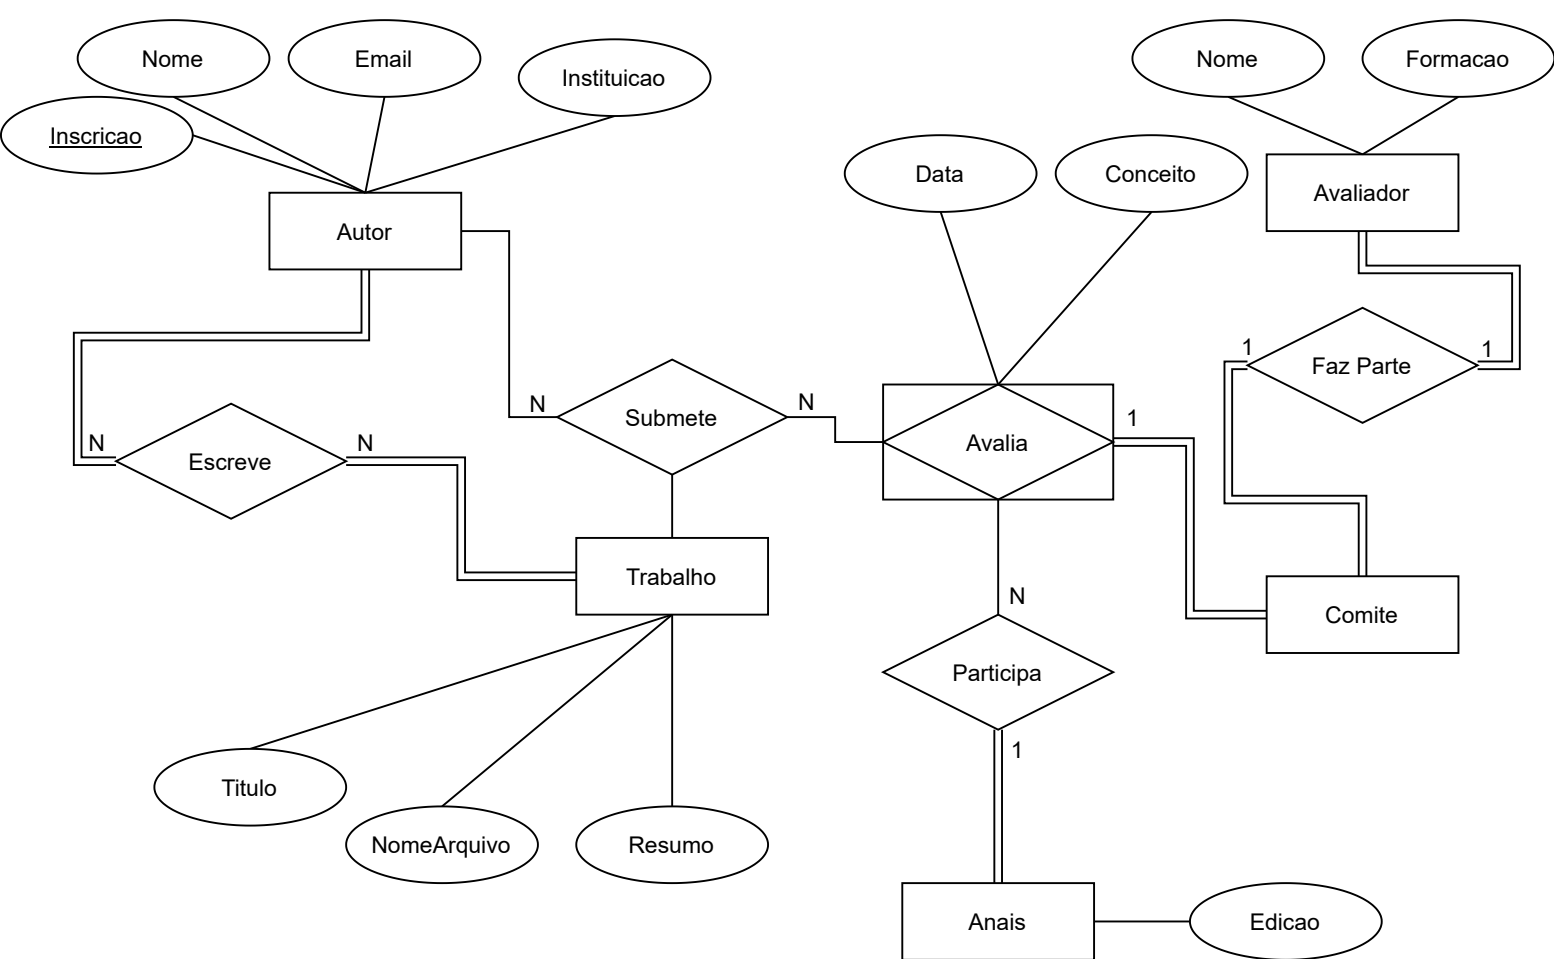 Nome
Email
Instituicao
Nome
Formacao
Inscricao
Data
Conceito
Avaliador
Autor
1
1
Faz Parte
N
N
Submete
1
N
N
Avalia
Escreve
Trabalho
N
Comite
Participa
1
Titulo
NomeArquivo
Resumo
Anais
Edicao